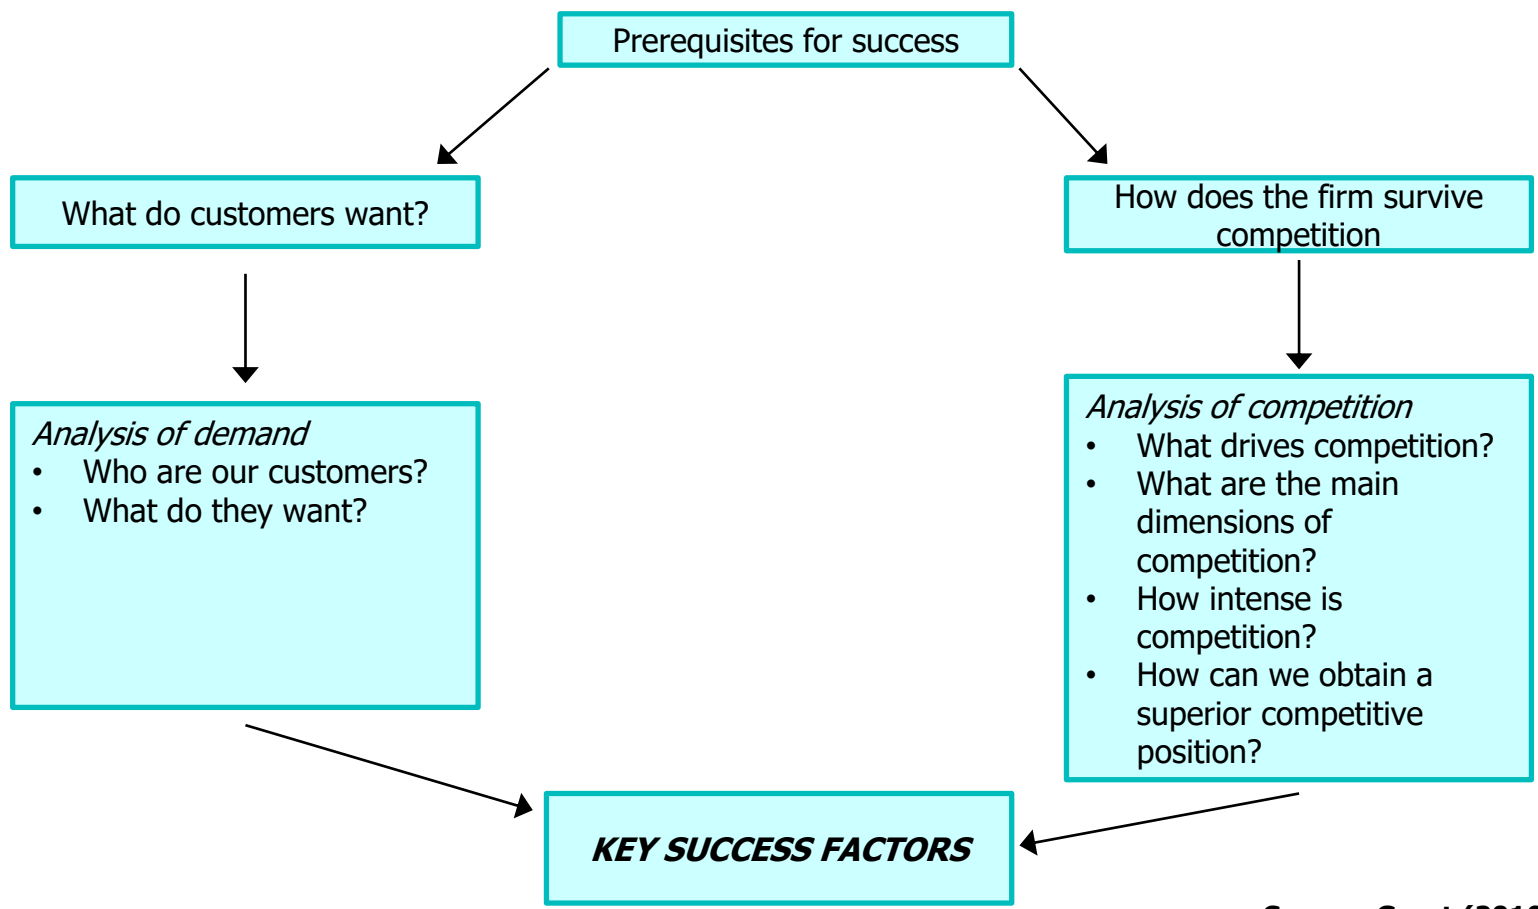 Prerequisites for success
What do customers want?
How does the firm survive
competition
Analysis of demand
• Who are our customers?
• What do they want?
Analysis of competition
• What drives competition?
• What are the main
dimensions of
competition?
• How intense is
competition?
• How can we obtain a
superior competitive
position?
KEY SUCCESS FACTORS